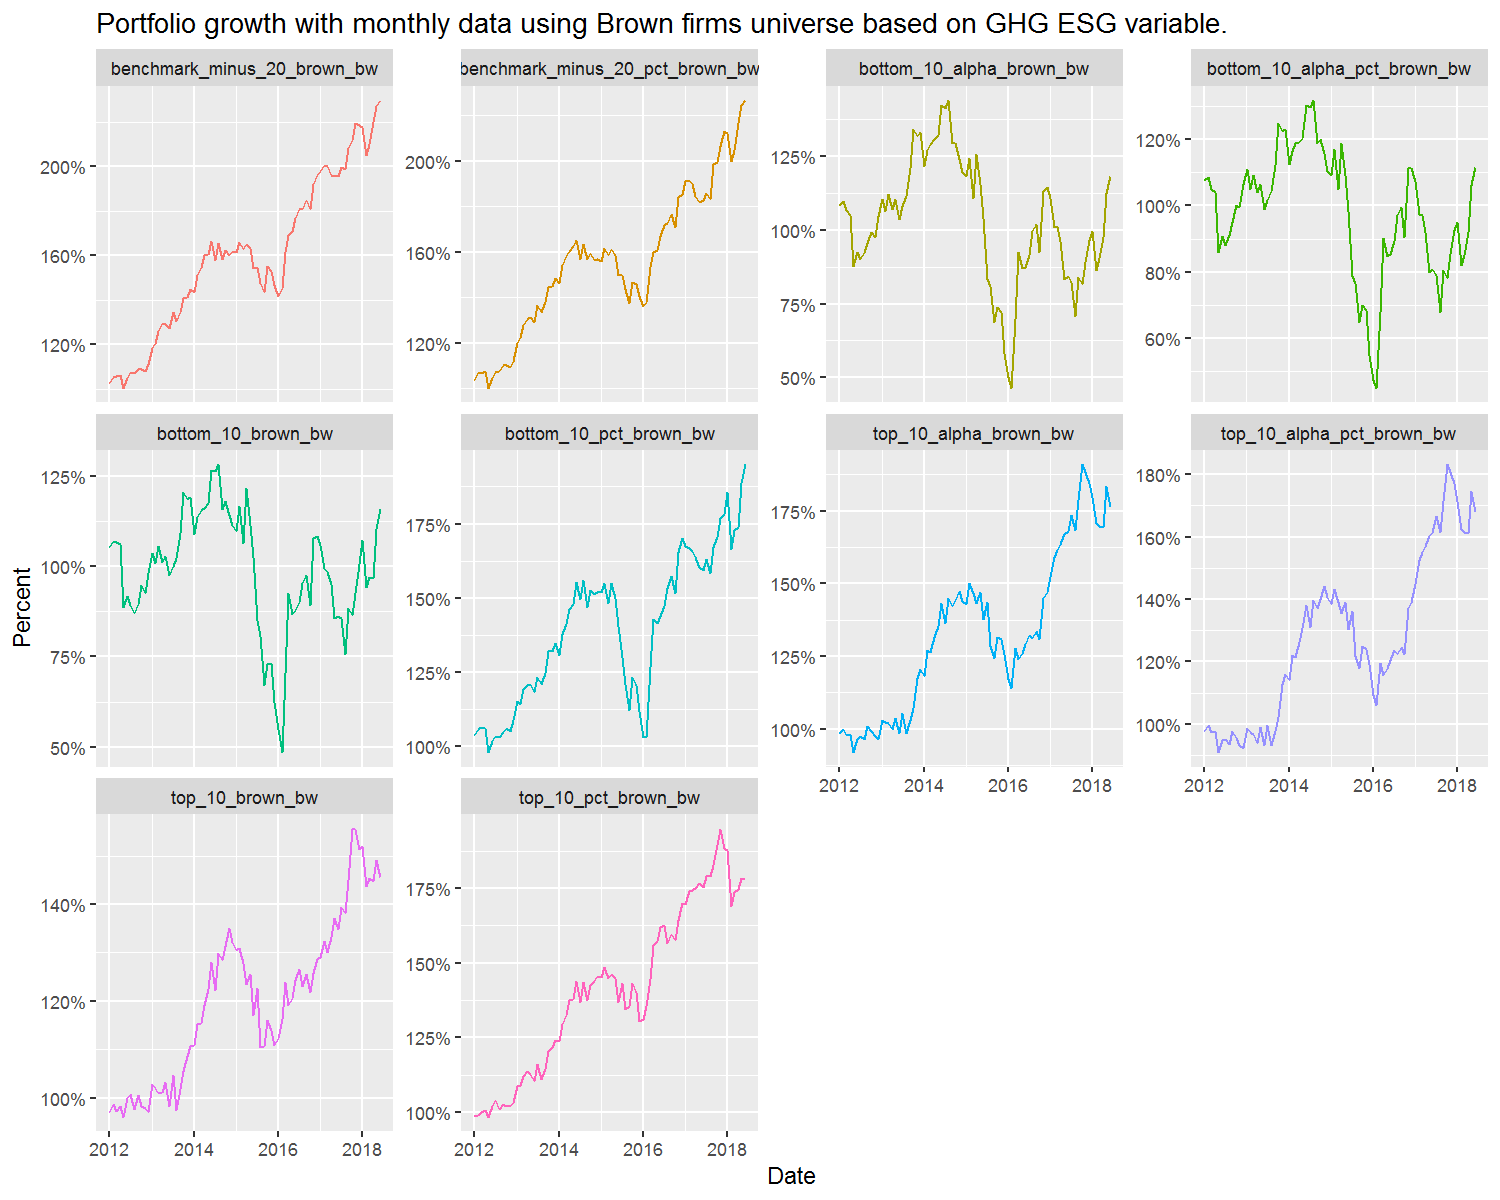 Portfolio growth with monthly data using Brown firms universe based on GHG ESG variable.
benchmark_minus_20_brown_bw
benchmark_minus_20_pct_brown_bw
bottom_10_alpha_brown_bw
bottom_10_alpha_pct_brown_bw
200%
160%
120%
200%
160%
120%
125%
100%
75%
50%
120%
100%
80%
60%
bottom_10_brown_bw
bottom_10_pct_brown_bw
top_10_alpha_brown_bw
top_10_alpha_pct_brown_bw
125%
100%
75%
50%
175%
150%
125%
100%
175%
150%
125%
100%
180%
160%
140%
120%
100%
2012 2014 2016 2018
2012 2014 2016 2018
top_10_brown_bw
top_10_pct_brown_bw
140%
120%
100%
175%
150%
125%
100%
2012 2014 2016 2018
2012 2014 2016 2018
Percent
Date